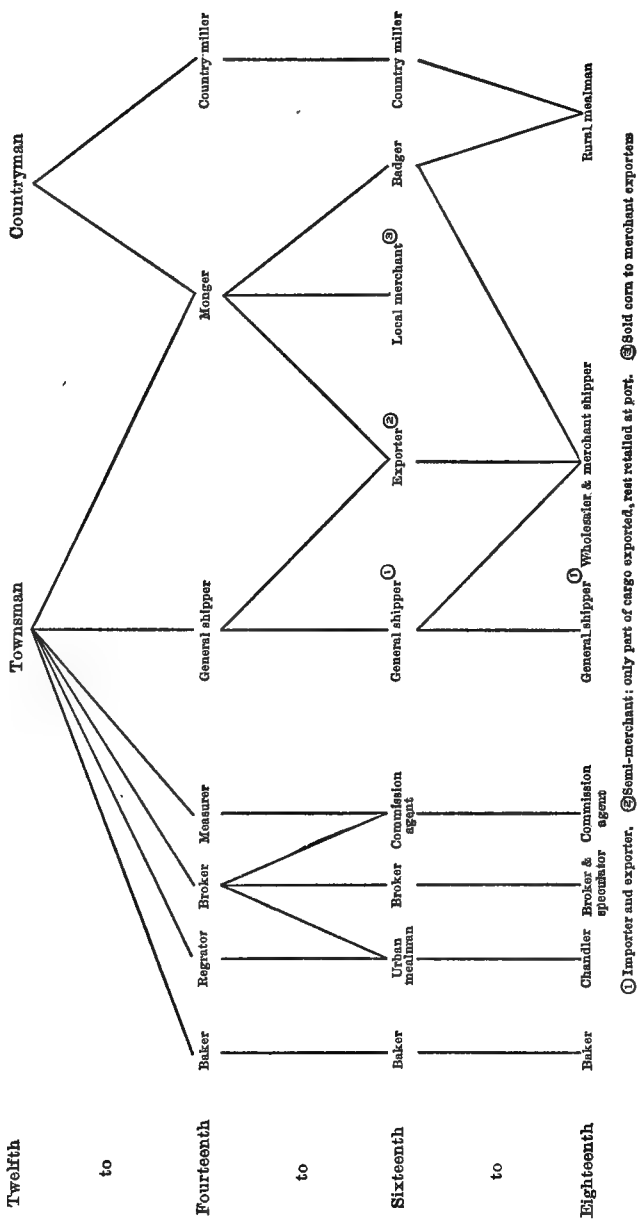 Twelfth
Townsman Countryman
to
Fourteenth
Baker Regrator Broker Measurer General shipper Monger Country miller
to
Sixteenth
Baker Urban mealman Broker Commission agent General shipper ① Exporter ② Local merchant ③ Badger Country miller
to
Eighteenth
Baker Chandler Broker & speculator Commission agent General shipper ① Wholesaler & merchant shipper Rural mealman
① Importer and exporter. ② Semi-merchant; only part of cargo exported, rest retailed at port. ③ Sold corn to merchant exporters